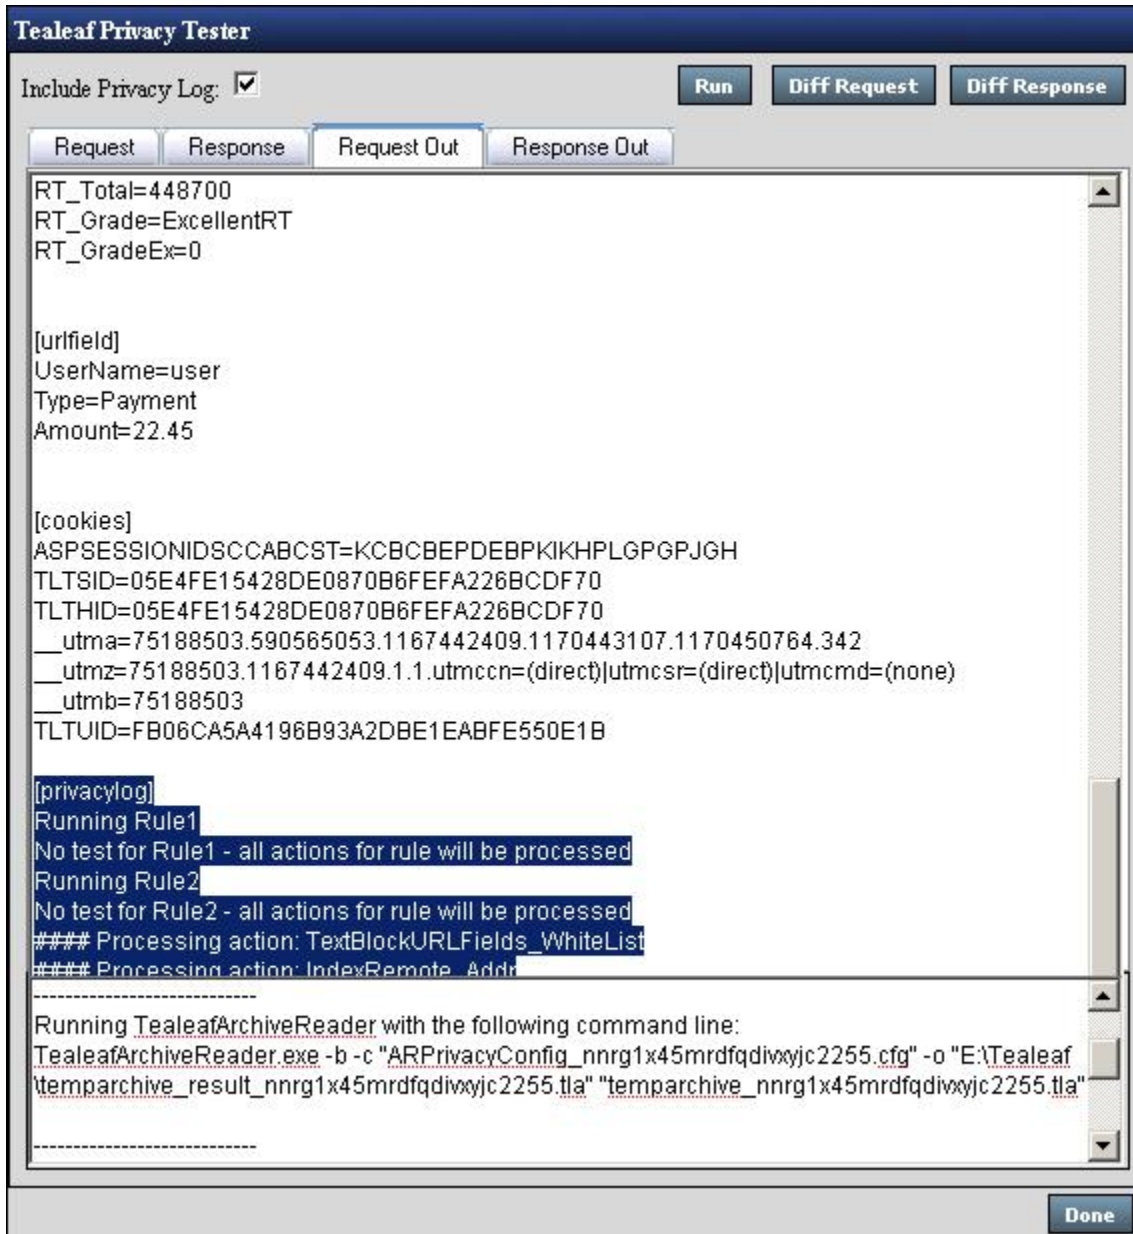 Tealeaf Privacy Tester
Include Privacy Log:
Run
Diff Request
Diff Response
Request
Response
Request Out
Response Out
RT_Total=448700
RT_Grade=ExcellentRT
RT_GradeEx=0
[urlfield]
UserName=user
Type=Payment
Amount=22.45
[cookies]
ASPSESSIONIDSCCABCST=KCBCBEPDEBPKIKHPLGPGPJGH
TLTSID=05E4FE15428DE0870B6FEFA226BCDF70
TLTHID=05E4FE15428DE0870B6FEFA226BCDF70
__utma=75188503.590565053.1167442409.1170443107.1170450764.342
__utmz=75188503.1167442409.1.1.utmccn=(direct)|utmcsr=(direct)|utmcmd=(none)
__utmb=75188503
TLTUID=FB06CA5A4196B93A2DBE1EABFE550E1B
[privacylog]
Running Rule1
No test for Rule1 - all actions for rule will be processed
Running Rule2
No test for Rule2 - all actions for rule will be processed
#### Processing action: TextBlockURLFields_WhiteList
#### Processing action: IndexRemote_Addr
----------------------------
Running TealeafArchiveReader with the following command line:
TealeafArchiveReader.exe -b -c "ARPrivacyConfig_nnrg1x45mrdfqdivxyjc2255.cfg" -o "E:\Tealeaf
\temparchive_result_nnrg1x45mrdfqdivxyjc2255.tla" "temparchive_nnrg1x45mrdfqdivxyjc2255.tla"
----------------------------
Done